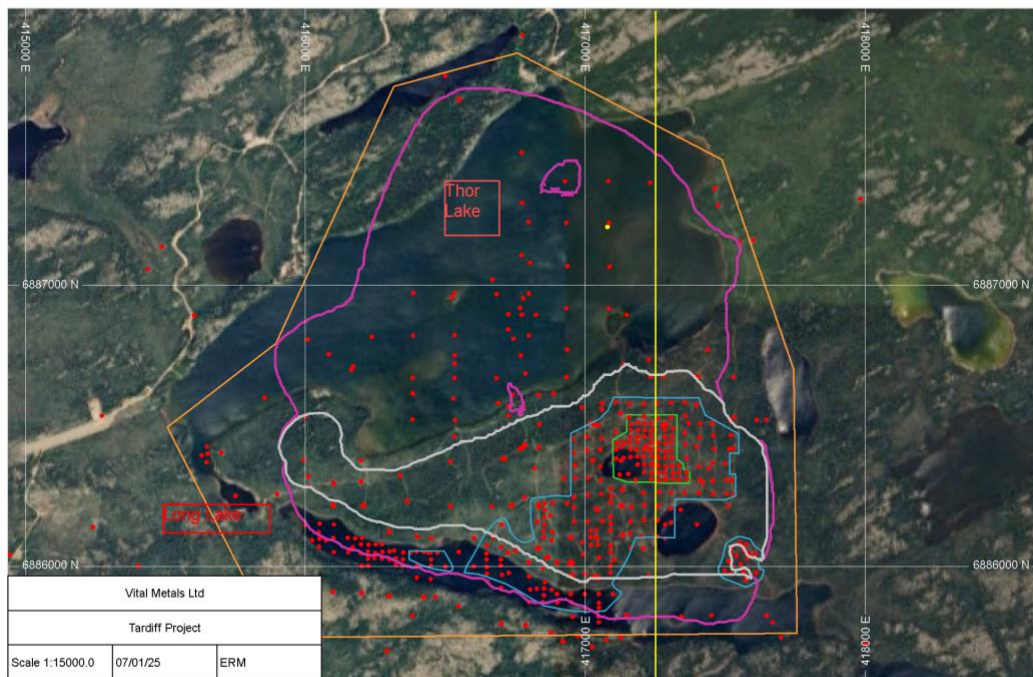 415000 E
416000 E
417000 E
418000 E
Thor
Lake
6887000 N
6887000 N
Long Lake
6886000 N
6886000 N
Vital Metals Ltd
Tardiff Project
Scale 1:15000.0 07/01/25 ERM
417000 E
418000 E